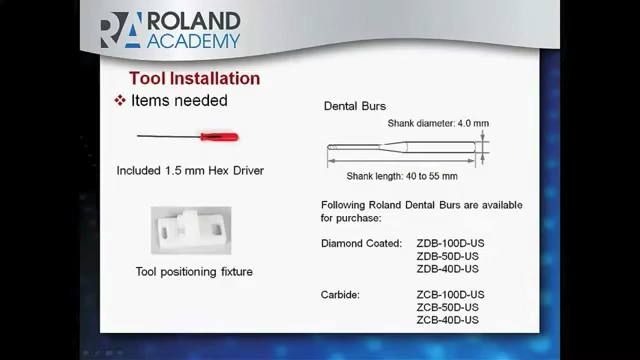 RA ROLAND
ACADEMY
Tool Installation
❖ Items needed
Included 1.5 mm Hex Driver
Tool positioning fixture
Dental Burs
Shank diameter: 4.0 mm
Shank length: 40 to 55 mm
Following Roland Dental Burs are available
for purchase:
Diamond Coated: ZDB-100D-US
ZDB-50D-US
ZDB-40D-US
Carbide: ZCB-100D-US
ZCB-50D-US
ZCB-40D-US